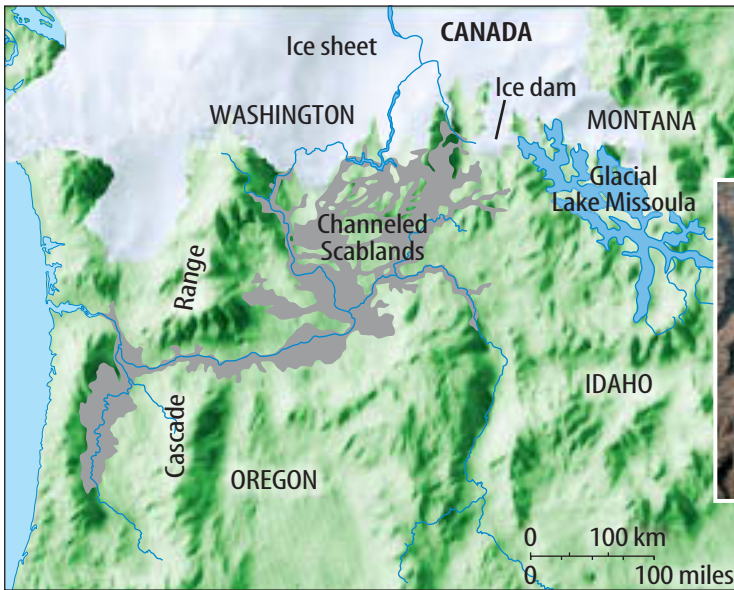 CANADA
Ice sheet
Ice dam
WASHINGTON
MONTANA
Glacial
Lake Missoula
Channeled
Scablands
Range
IDAHO
Cascade
OREGON
0 100 km
0 100 miles